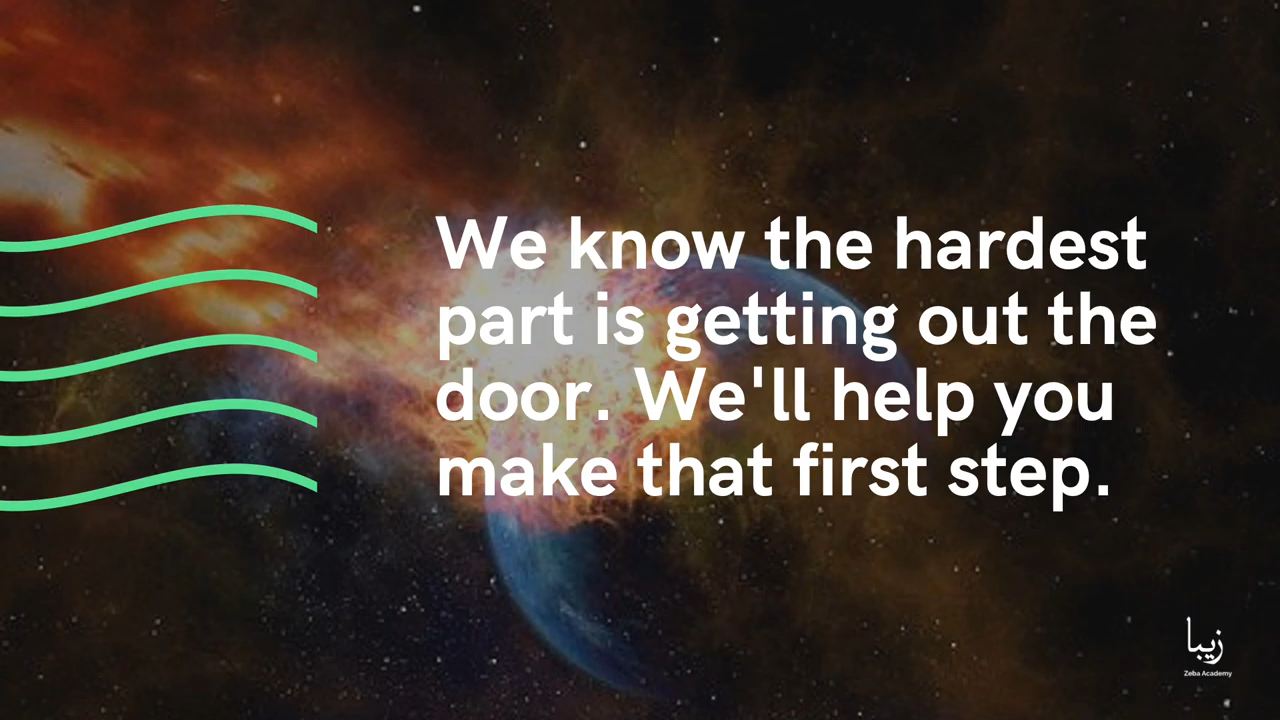 We know the hardest
part is getting out the
door. We'll help you
make that first step.
زیبا
Zeba Academy